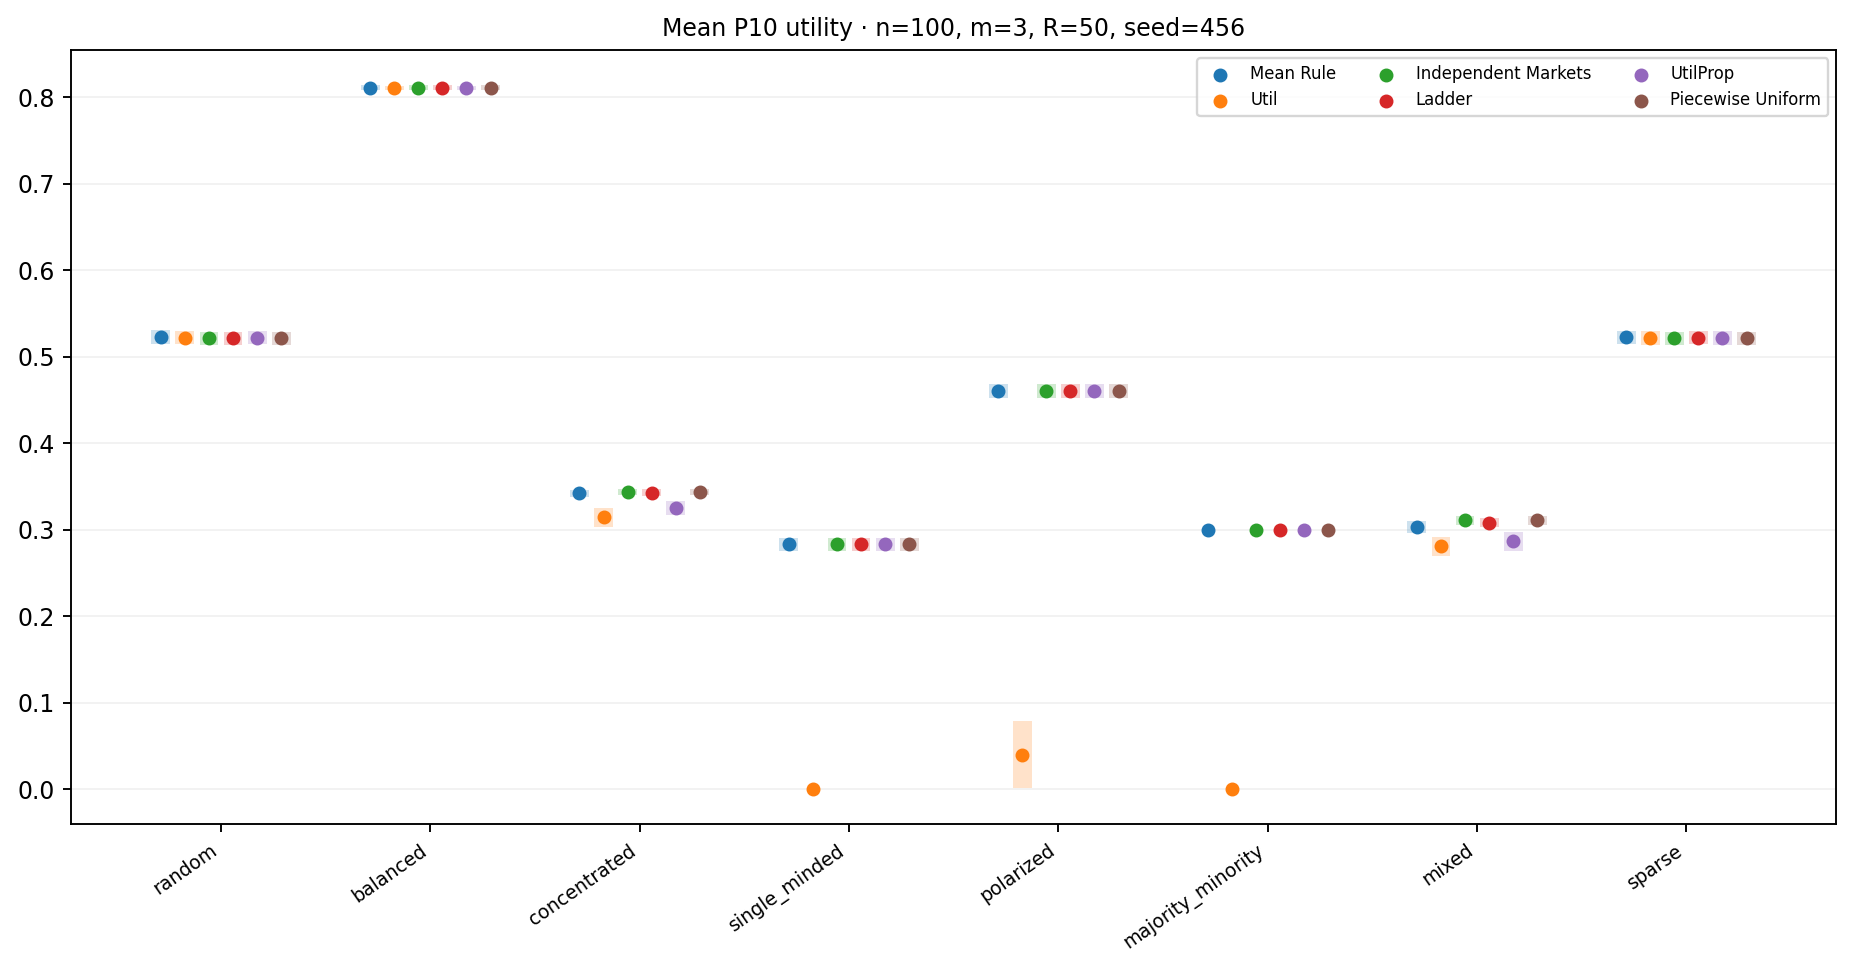 Mean P10 utility · n=100, m=3, R=50, seed=456
Mean Rule
Util
Independent Markets
Ladder
UtilProp
Piecewise Uniform
0.8
0.7
0.6
0.5
0.4
0.3
0.2
0.1
0.0
random
balanced
concentrated
single_minded
polarized
majority_minority
mixed
sparse